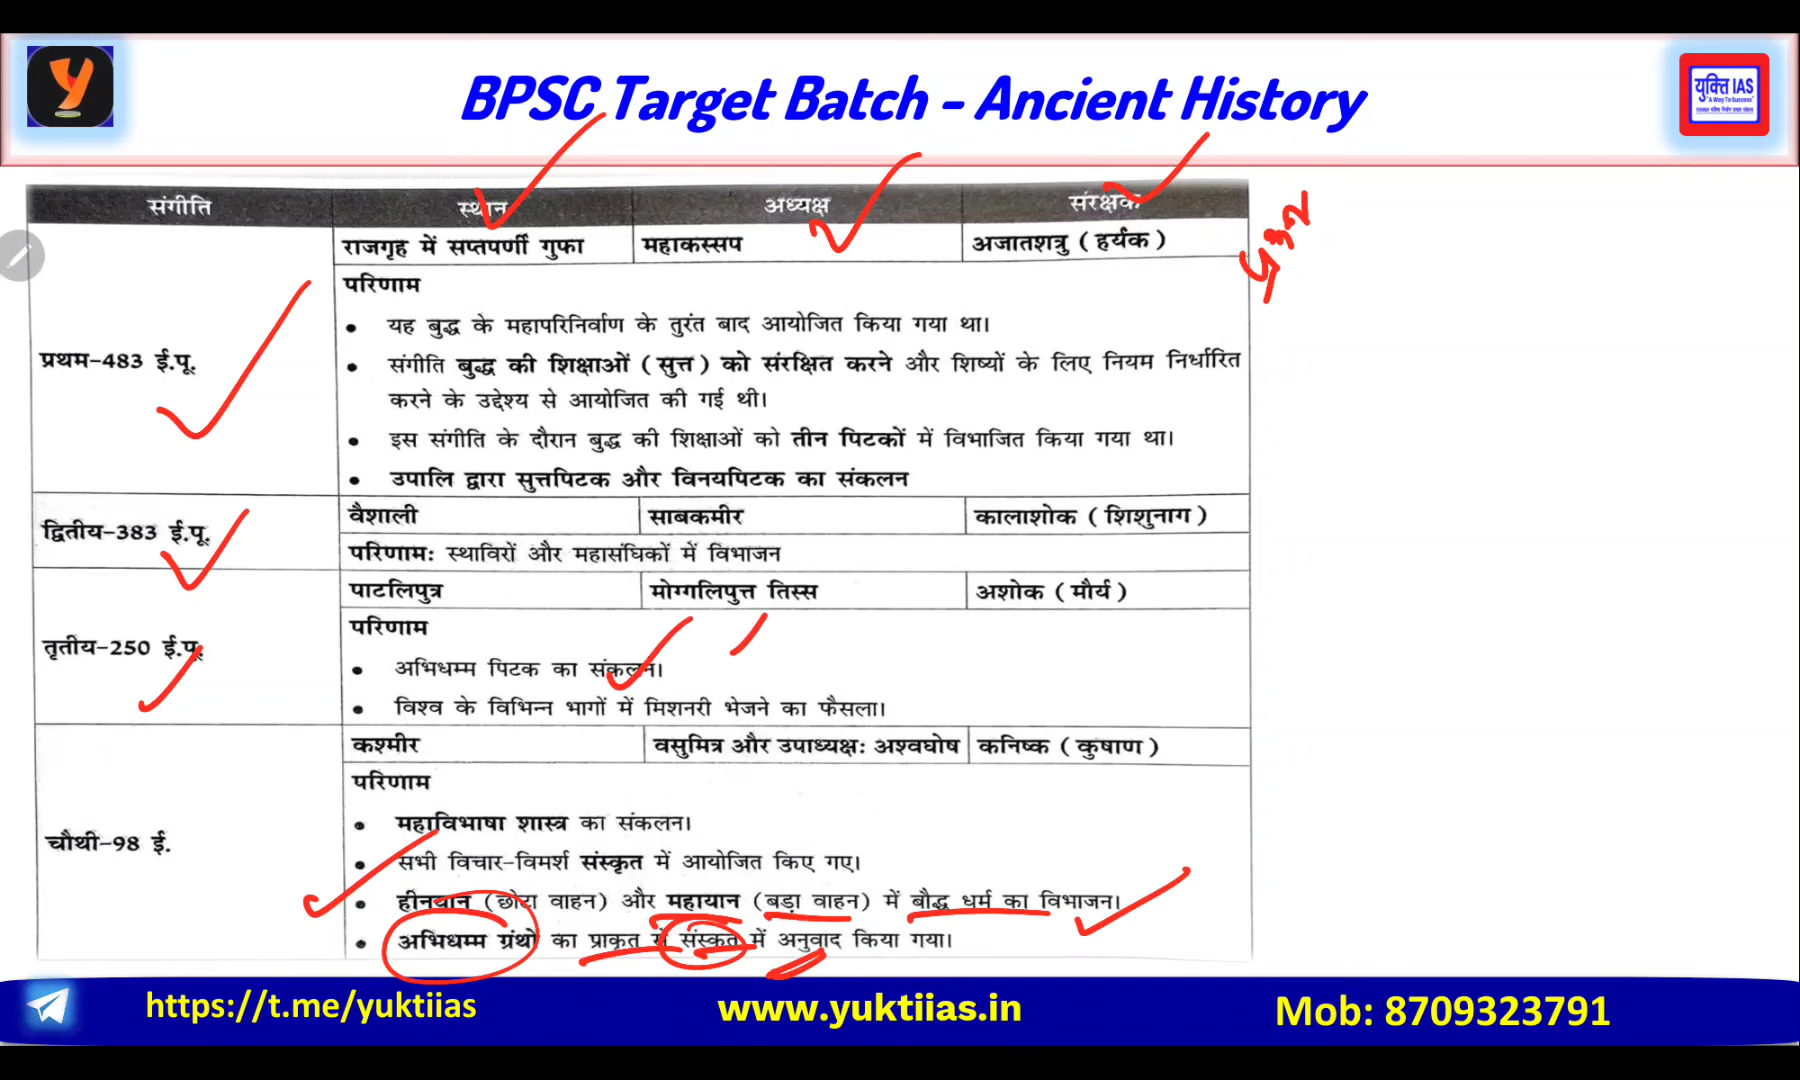 BPSC Target Batch - Ancient History
युक्ति IAS
"A Way To Success"
संगीति स्थान अध्यक्ष संरक्षक
राजगृह में सप्तपर्णी गुफा महाकस्सप अजातशत्रु (हर्यंक)
प्रथम-483 ई.पू.
परिणाम
• यह बुद्ध के महापरिनिर्वाण के तुरंत बाद आयोजित किया गया था।
• संगीति बुद्ध की शिक्षाओं (सुत्त) को संरक्षित करने और शिष्यों के लिए नियम निर्धारित
करने के उद्देश्य से आयोजित की गई थी।
• इस संगीति के दौरान बुद्ध की शिक्षाओं को तीन पिटकों में विभाजित किया गया था।
• उपालि द्वारा सुत्तपिटक और विनयपिटक का संकलन
द्वितीय-383 ई.पू.
वैशाली साबकमीर कालाशोक (शिशुनाग)
परिणामः स्थाविरों और महासंघिकों में विभाजन
तृतीय-250 ई.पू.
पाटलिपुत्र मोग्गलिपुत्त तिस्स अशोक (मौर्य)
परिणाम
• अभिधम्म पिटक का संकलन।
• विश्व के विभिन्न भागों में मिशनरी भेजने का फैसला।
चौथी-98 ई.
कश्मीर वसुमित्र और उपाध्यक्षः अश्वघोष कनिष्क (कुषाण)
परिणाम
• महाविभाषा शास्त्र का संकलन।
• सभी विचार-विमर्श संस्कृत में आयोजित किए गए।
• हीनयान (छोटा वाहन) और महायान (बड़ा वाहन) में बौद्ध धर्म का विभाजन।
• अभिधम्म ग्रंथों का प्राकृत से संस्कृत में अनुवाद किया गया।
https://t.me/yuktiias www.yuktiias.in Mob: 8709323791